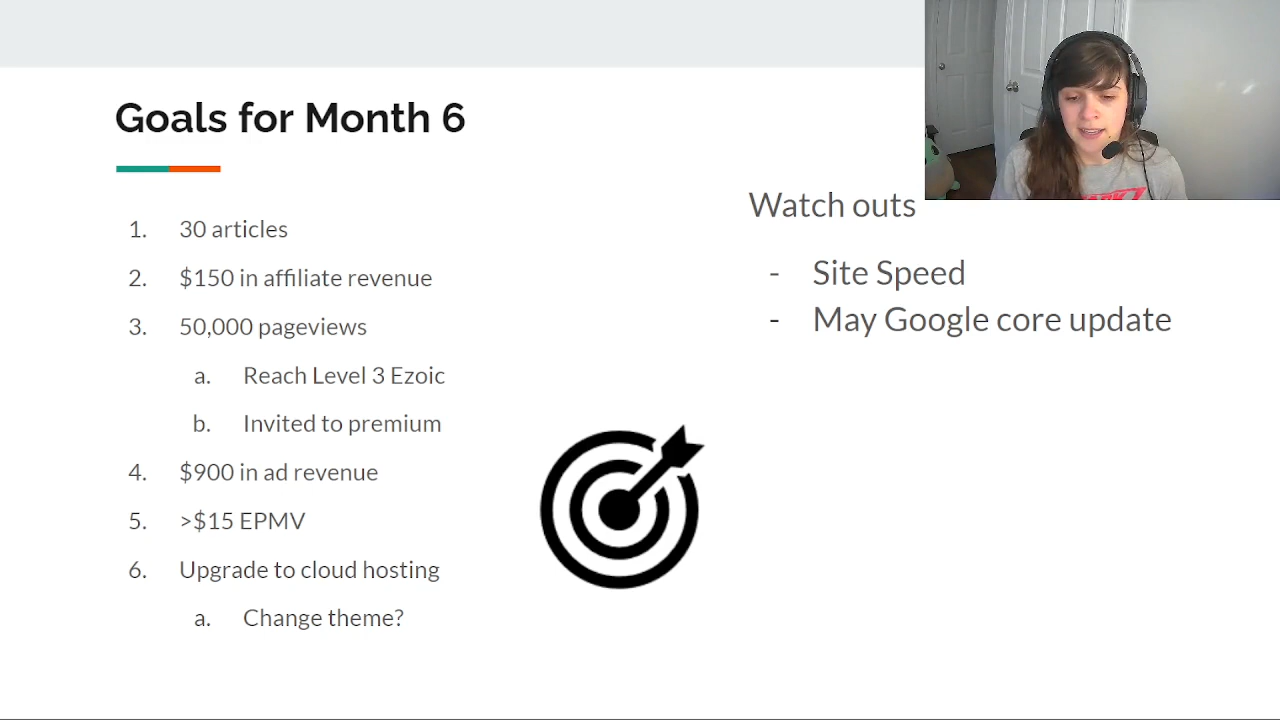 Goals for Month 6
1. 30 articles
2. $150 in affiliate revenue
3. 50,000 pageviews
a. Reach Level 3 Ezoic
b. Invited to premium
4. $900 in ad revenue
5. >$15 EPMV
6. Upgrade to cloud hosting
a. Change theme?
Watch outs
- Site Speed
- May Google core update